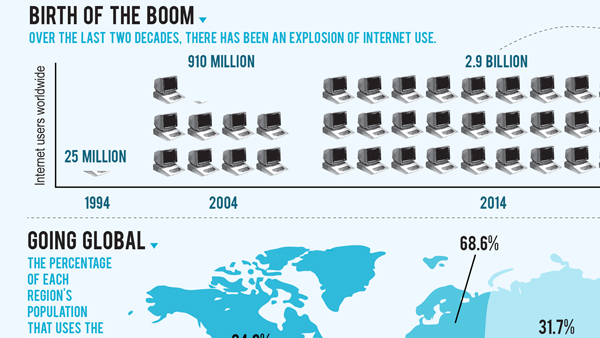 BIRTH OF THE BOOM
OVER THE LAST TWO DECADES, THERE HAS BEEN AN EXPLOSION OF INTERNET USE.
Internet users worldwide
25 MILLION
910 MILLION
2.9 BILLION
1994
2004
2014
GOING GLOBAL
THE PERCENTAGE
OF EACH
REGION'S
POPULATION
THAT USES THE
68.6%
31.7%